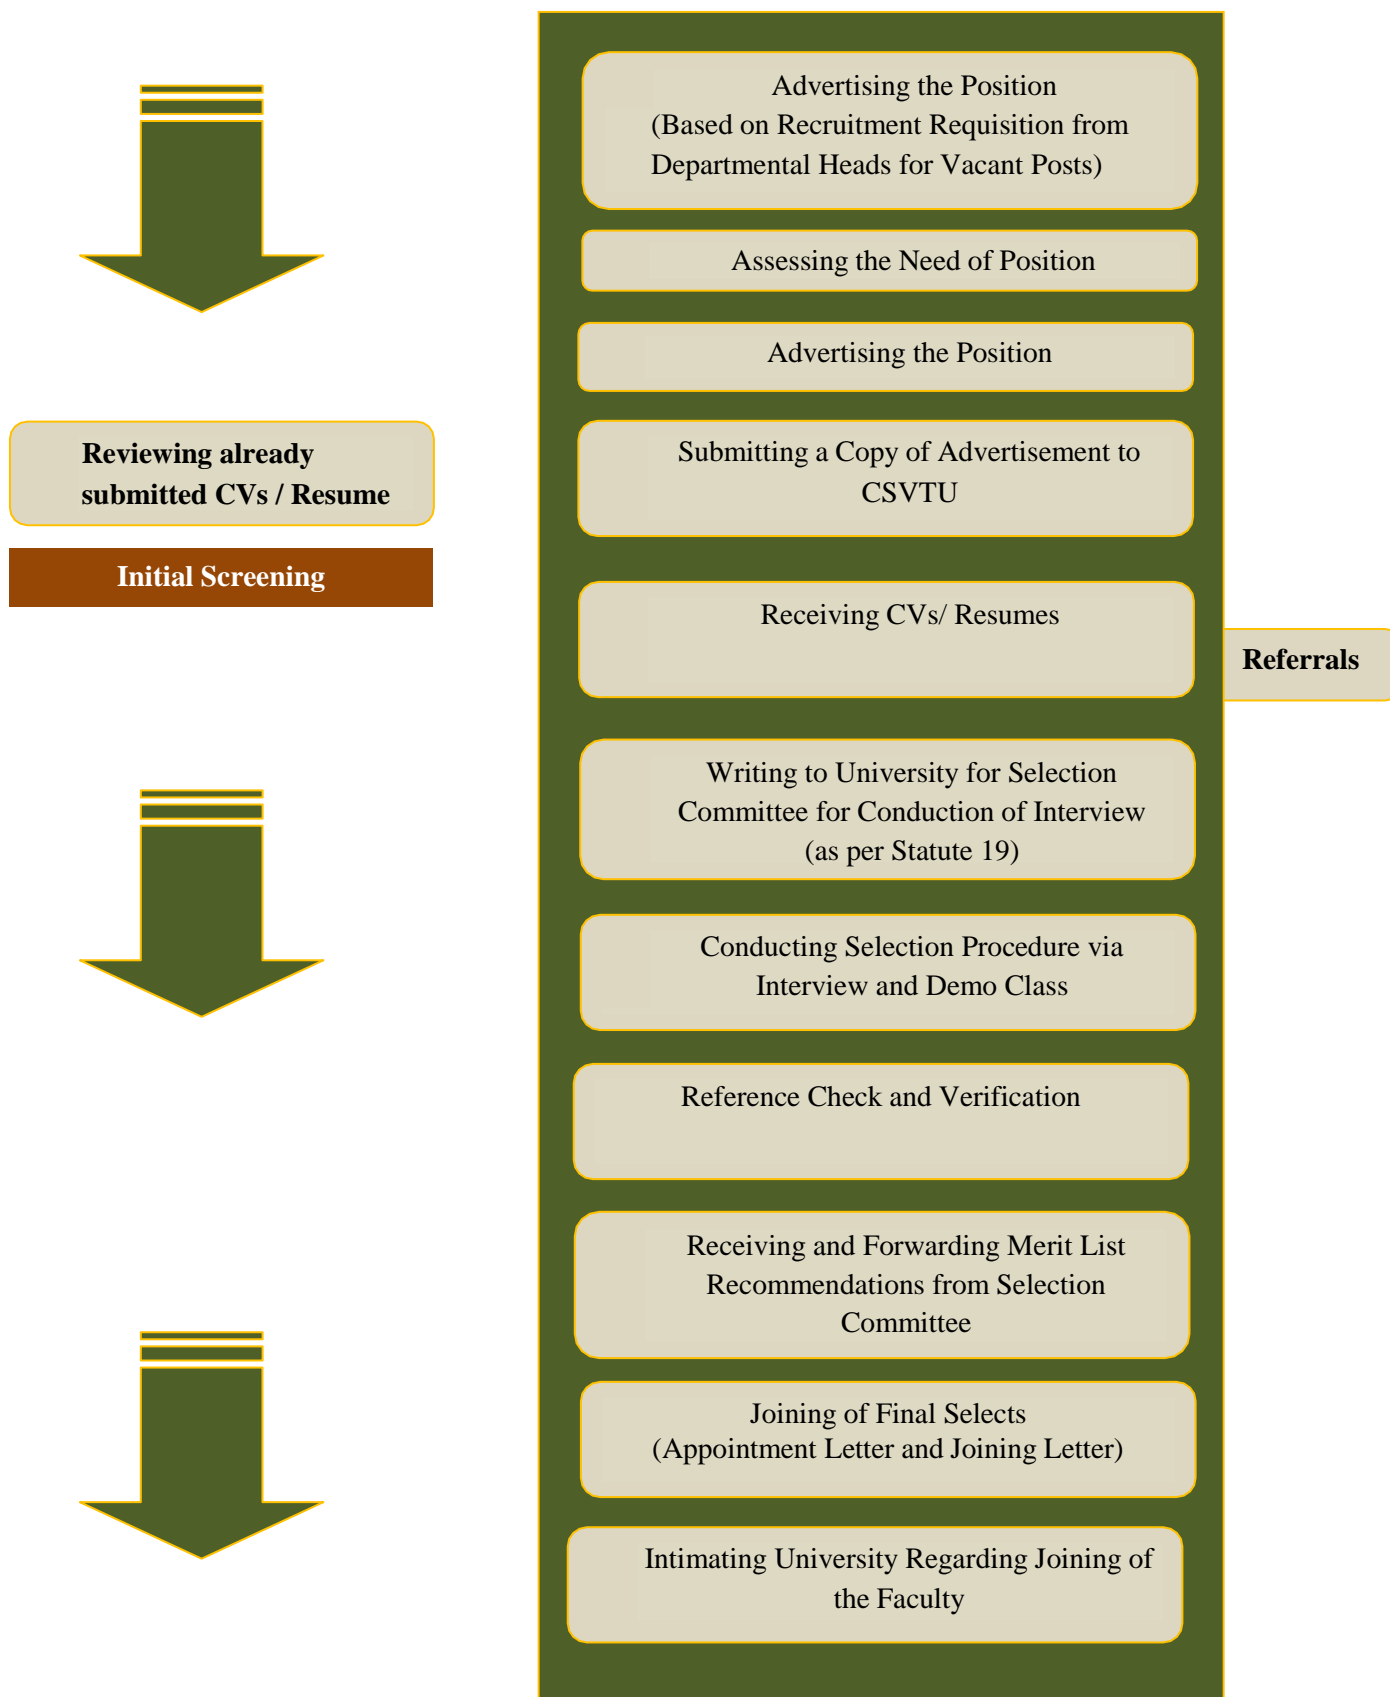 Advertising the Position
(Based on Recruitment Requisition from
Departmental Heads for Vacant Posts)
Assessing the Need of Position
Advertising the Position
Reviewing already
submitted CVs / Resume
Submitting a Copy of Advertisement to
CSVTU
Initial Screening
Receiving CVs/ Resumes
Referrals
Writing to University for Selection
Committee for Conduction of Interview
(as per Statute 19)
Conducting Selection Procedure via
Interview and Demo Class
Reference Check and Verification
Receiving and Forwarding Merit List
Recommendations from Selection
Committee
Joining of Final Selects
(Appointment Letter and Joining Letter)
Intimating University Regarding Joining of
the Faculty